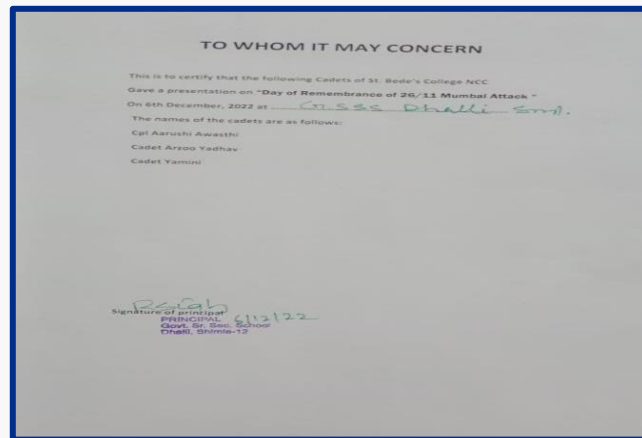 TO WHOM IT MAY CONCERN
This is to certify that the following Cadets of St. Bede's College NCC
Gave a presentation on "Day of Remembrance of 26/11 Mumbai Attack "
On 6th December, 2022 at GSSS Dhalli
The names of the cadets are as follows:
Cpl Aarushi Awasthi
Cadet Arzoo Yadhav
Cadet Yamini
Signature of principal
PRINCIPAL 6/12/22
Govt. Sr. Sec. School
Dhalli, Shimla-12